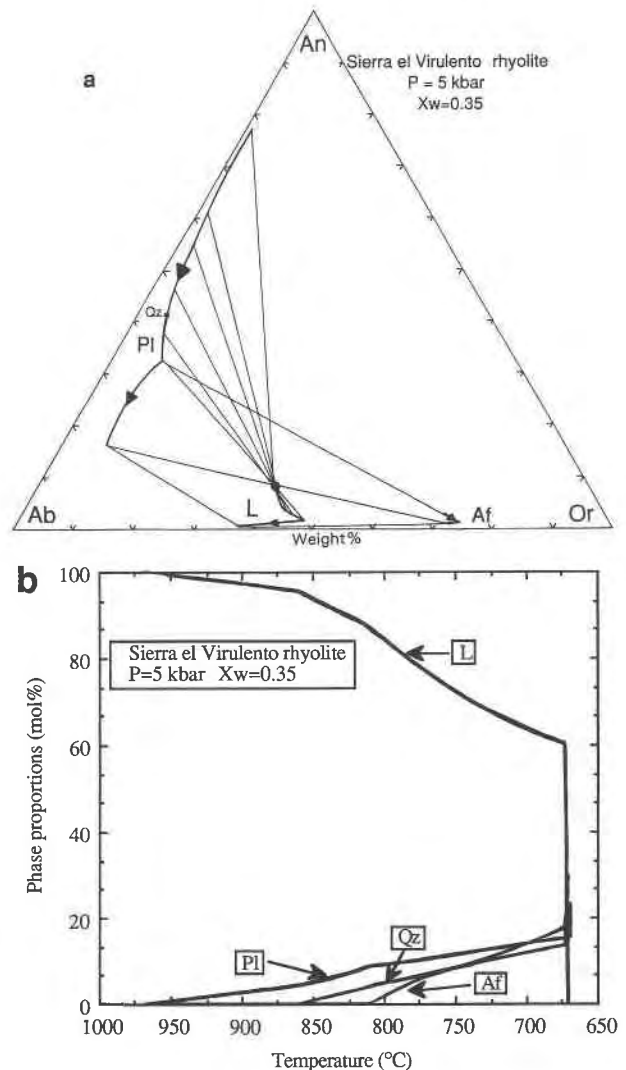 a
An
Sierra el Virulento rhyolite
P = 5 kbar
Xw=0.35
Qz
Pl
Ab
L
Af
Or
Weight%
b
100
80
60
40
20
0
Phase proportions (mol%)
Sierra el Virulento rhyolite
P=5 kbar Xw=0.35
L
Pl
Qz
Af
1000 950 900 850 800 750 700 650
Temperature (°C)